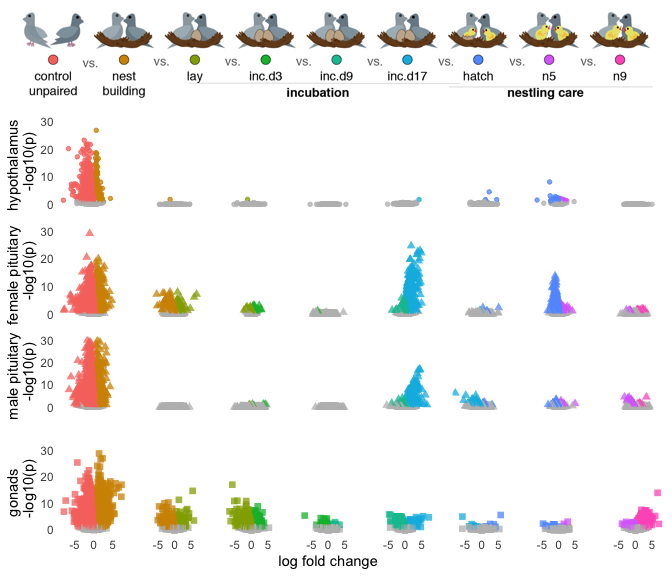 vs. vs. vs. vs. vs. vs. vs. vs.
control unpaired
nest building
lay
inc.d3
inc.d9
inc.d17
hatch
n5
n9
incubation
nestling care
hypothalamus
-log10(p)
30
20
10
0
female pituitary
-log10(p)
30
20
10
0
male pituitary
-log10(p)
30
20
10
0
gonads
-log10(p)
30
20
10
0
-5 0 5 -5 0 5 -5 0 5 -5 0 5 -5 0 5 -5 0 5 -5 0 5 -5 0 5
log fold change